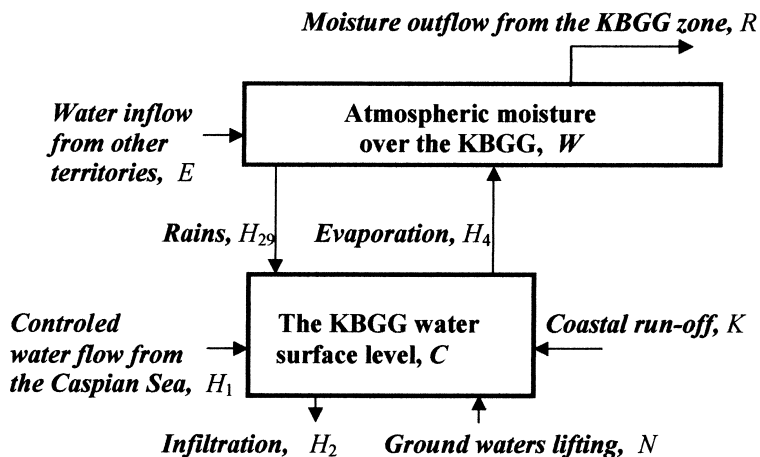 Moisture outflow from the KBGG zone, R
Water inflow
from other
territories, E
Atmospheric moisture
over the KBGG, W
Rains, H29
Evaporation, H4
Controled
water flow from
the Caspian Sea, H1
The KBGG water
surface level, C
Coastal run-off, K
Infiltration, H2
Ground waters lifting, N